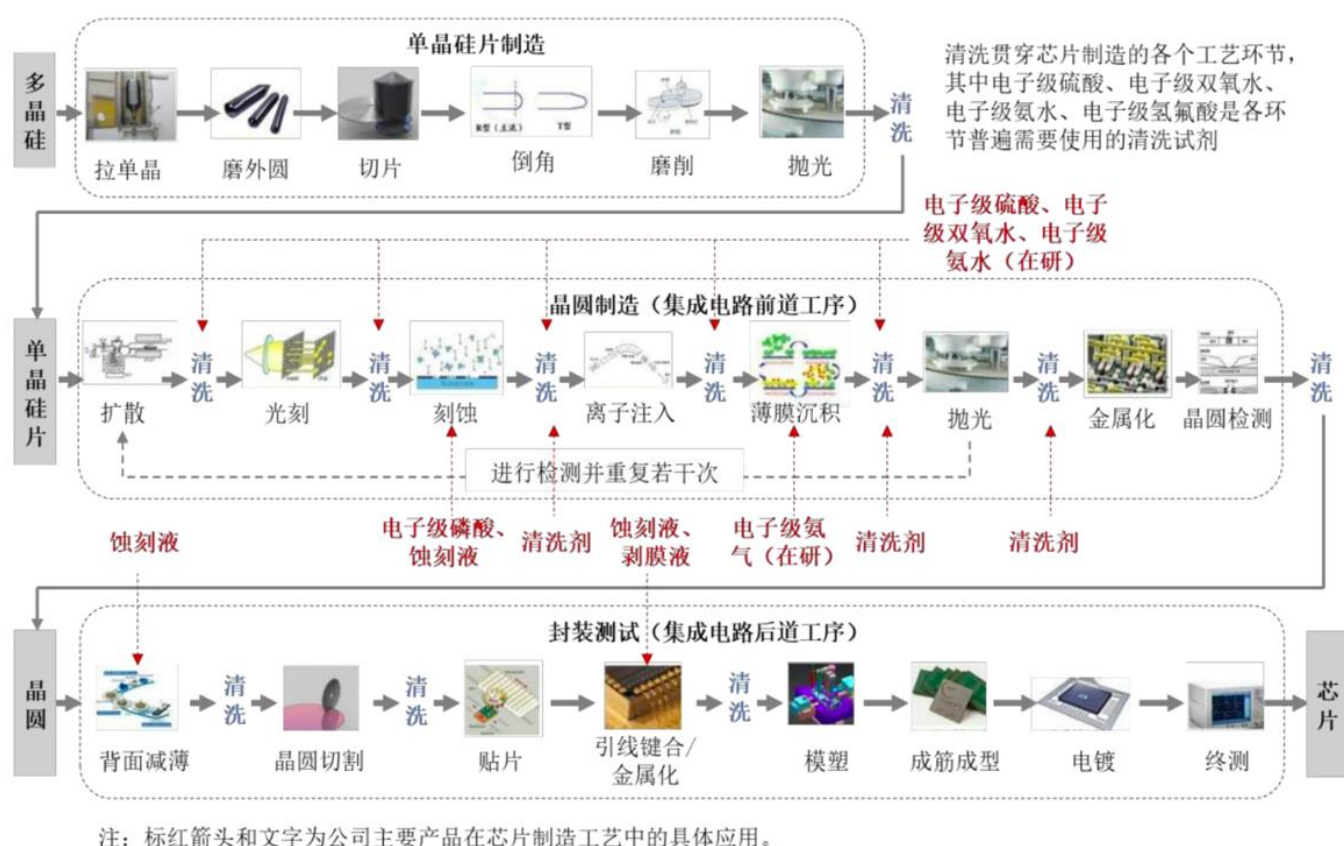 单晶硅片制造
多晶硅
R型（主流）
T型
拉单晶
磨外圆
切片
倒角
磨削
抛光
清洗
清洗贯穿芯片制造的各个工艺环节，
其中电子级硫酸、电子级双氧水、
电子级氨水、电子级氢氟酸是各环
节普遍需要使用的清洗试剂
电子级硫酸、电子
级双氧水、电子级
氨水（在研）
晶圆制造（集成电路前道工序）
单晶硅片
扩散
清洗
光刻
清洗
刻蚀
清洗
离子注入
清洗
薄膜沉积
清洗
抛光
清洗
金属化
晶圆检测
清洗
进行检测并重复若干次
蚀刻液
电子级磷酸、
蚀刻液
清洗剂
蚀刻液、
剥膜液
电子级氨
气（在研）
清洗剂
清洗剂
封装测试（集成电路后道工序）
晶圆
背面减薄
清洗
晶圆切割
清洗
贴片
引线键合/
金属化
清洗
模塑
成筋成型
电镀
终测
芯片
注：标红箭头和文字为公司主要产品在芯片制造工艺中的具体应用。